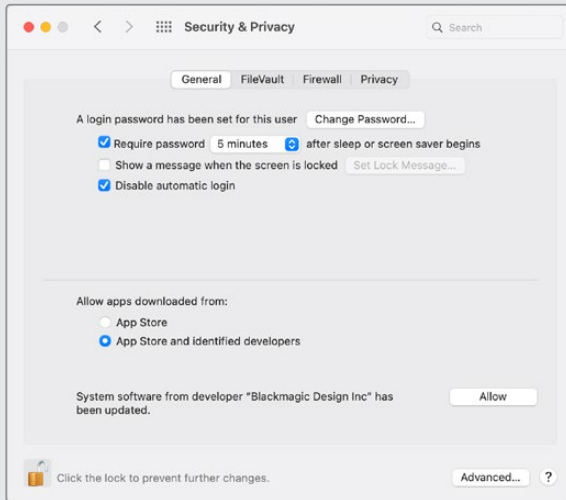 Security & Privacy
Search
General FileVault Firewall Privacy
A login password has been set for this user Change Password...
Require password 5 minutes after sleep or screen saver begins
Show a message when the screen is locked Set Lock Message...
Disable automatic login
Allow apps downloaded from:
App Store
App Store and identified developers
System software from developer “Blackmagic Design Inc” has Allow
been updated.
Click the lock to prevent further changes. Advanced... ?